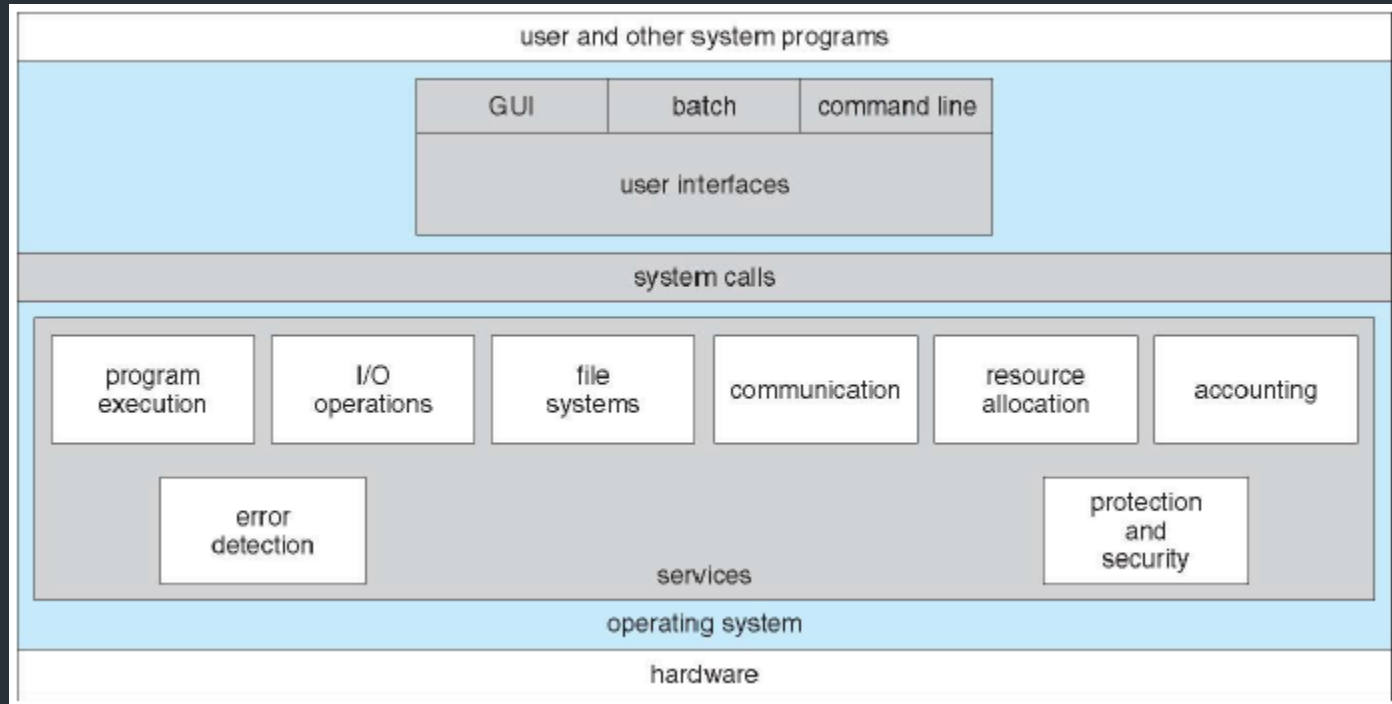 user and other system programs
GUI
batch
command line
user interfaces
system calls
program
execution
I/O
operations
file
systems
communication
resource
allocation
accounting
error
detection
protection
and
security
services
operating system
hardware